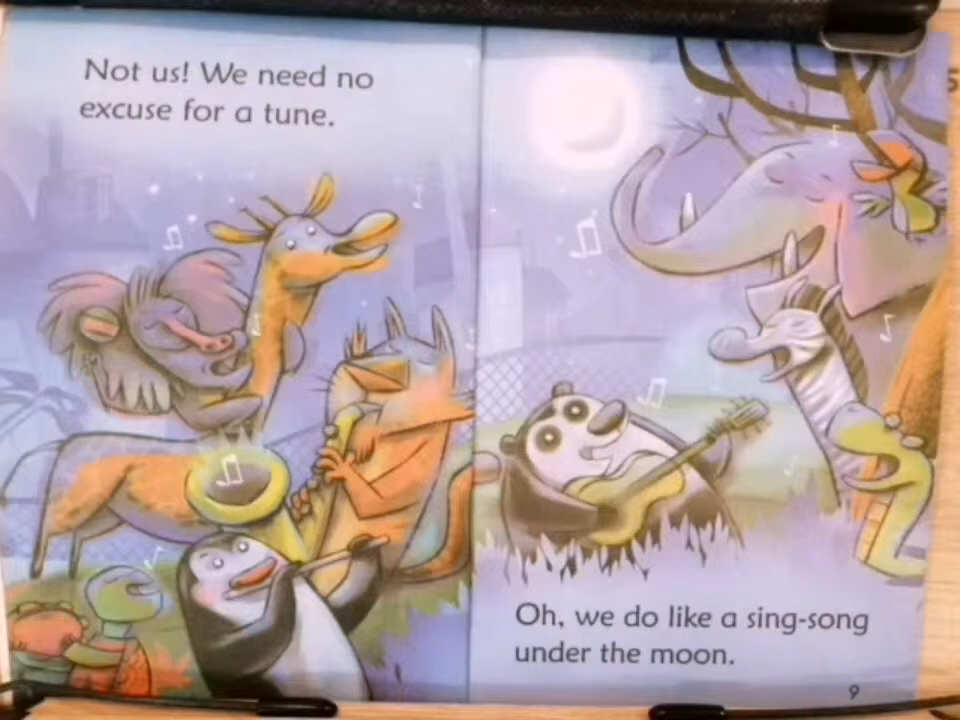 Not us! We need no
excuse for a tune.
Oh, we do like a sing-song
under the moon.
9